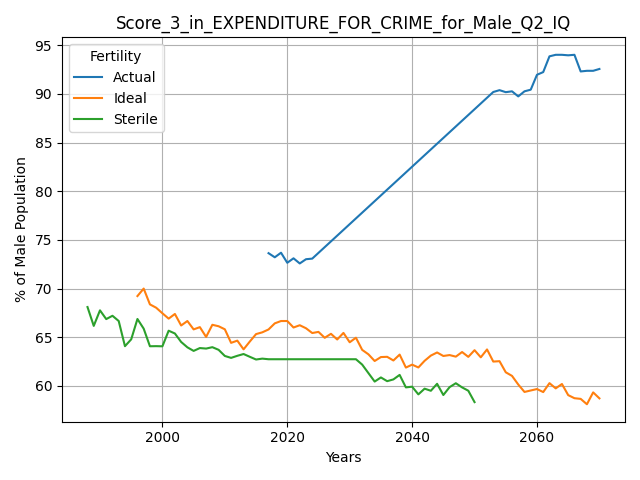 Score_3_in_EXPENDITURE_FOR_CRIME_for_Male_Q2_IQ
Fertility
Actual
Ideal
Sterile
% of Male Population
95
90
85
80
75
70
65
60
2000
2020
2040
2060
Years